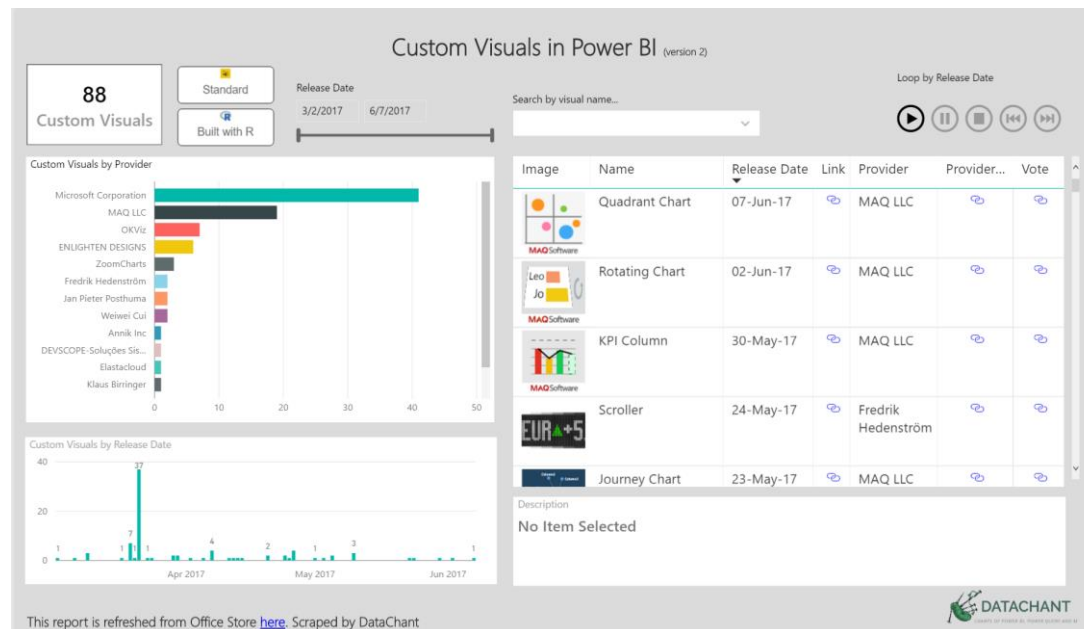 Custom Visuals in Power BI (version 2)
88
Custom Visuals
Standard
Built with R
Release Date
3/2/2017 6/7/2017
Search by visual name...
Loop by Release Date
Custom Visuals by Provider
Microsoft Corporation
MAQ LLC
OKViz
ENLIGHTEN DESIGNS
ZoomCharts
Fredrik Hedenström
Jan Pieter Posthuma
Weiwei Cui
Annik Inc
DEVSCOPE-Soluções Sis...
Elastacloud
Klaus Birringer
0 10 20 30 40 50
Custom Visuals by Release Date
40
20
0
1 1 7 1 37 1 4 2 1 3 1
Apr 2017 May 2017 Jun 2017
Image Name Release Date Link Provider Provider... Vote
Quadrant Chart 07-Jun-17 MAQ LLC
MAQ Software
Rotating Chart 02-Jun-17 MAQ LLC
Leo
Jo
MAQ Software
KPI Column 30-May-17 MAQ LLC
MAQ Software
Scroller 24-May-17 Fredrik
Hedenström
EUR▲+5
Journey Chart 23-May-17 MAQ LLC
Description
No Item Selected
DATACHANT
This report is refreshed from Office Store here. Scraped by DataChant